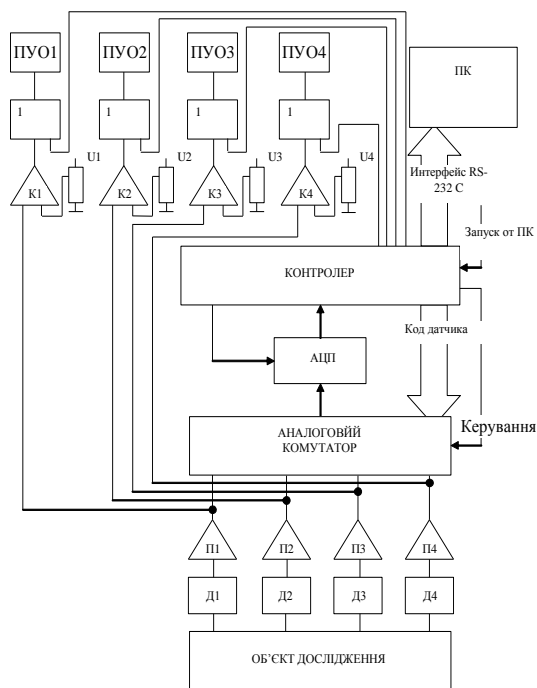 ПУО1 ПУО2 ПУО3 ПУО4
ПК
1 1 1 1
U1 U2 U3 U4
К1 К2 К3 К4
Интерфейс RS-
232 С
Запуск от ПК
КОНТРОЛЕР
Код датчика
АЦП
Керування
АНАЛОГОВИЙ
КОМУТАТОР
П1 П2 П3 П4
Д1 Д2 Д3 Д4
ОБ’ЄКТ ДОСЛІДЖЕННЯ